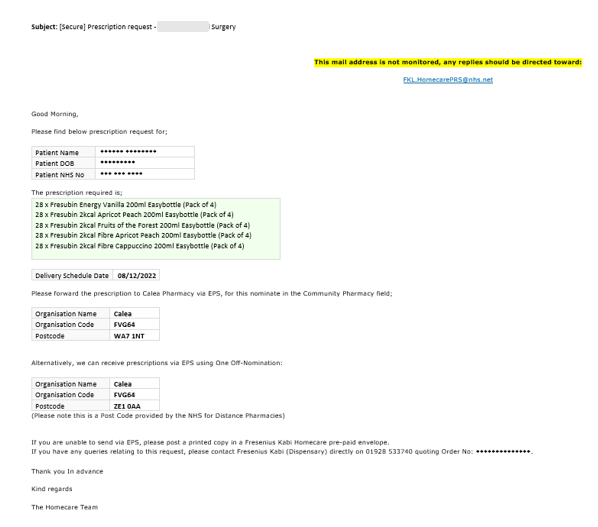 Subject: [Secure] Prescription request - Surgery
This mail address is not monitored, any replies should be directed toward:
FKL.HomecarePRS@nhs.net
Good Morning,
Please find below prescription request for;
Patient Name •••••• ••••••••
Patient DOB •••••••••
Patient NHS No ••• ••• ••••
The prescription required is;
28 x Fresubin Energy Vanilla 200ml Easybottle (Pack of 4)
28 x Fresubin 2kcal Apricot Peach 200ml Easybottle (Pack of 4)
28 x Fresubin 2kcal Fruits of the Forest 200ml Easybottle (Pack of 4)
28 x Fresubin 2kcal Fibre Apricot Peach 200ml Easybottle (Pack of 4)
28 x Fresubin 2kcal Fibre Cappuccino 200ml Easybottle (Pack of 4)
Delivery Schedule Date 08/12/2022
Please forward the prescription to Calea Pharmacy via EPS, for this nominate in the Community Pharmacy field;
Organisation Name Calea
Organisation Code FVG64
Postcode WA7 1NT
Alternatively, we can receive prescriptions via EPS using One Off-Nomination:
Organisation Name Calea
Organisation Code FVG64
Postcode ZE1 0AA
(Please note this is a Post Code provided by the NHS for Distance Pharmacies)
If you are unable to send via EPS, please post a printed copy in a Fresenius Kabi Homecare pre-paid envelope.
If you have any queries relating to this request, please contact Fresenius Kabi (Dispensary) directly on 01928 533740 quoting Order No: ••••••••••••••.
Thank you In advance
Kind regards
The Homecare Team